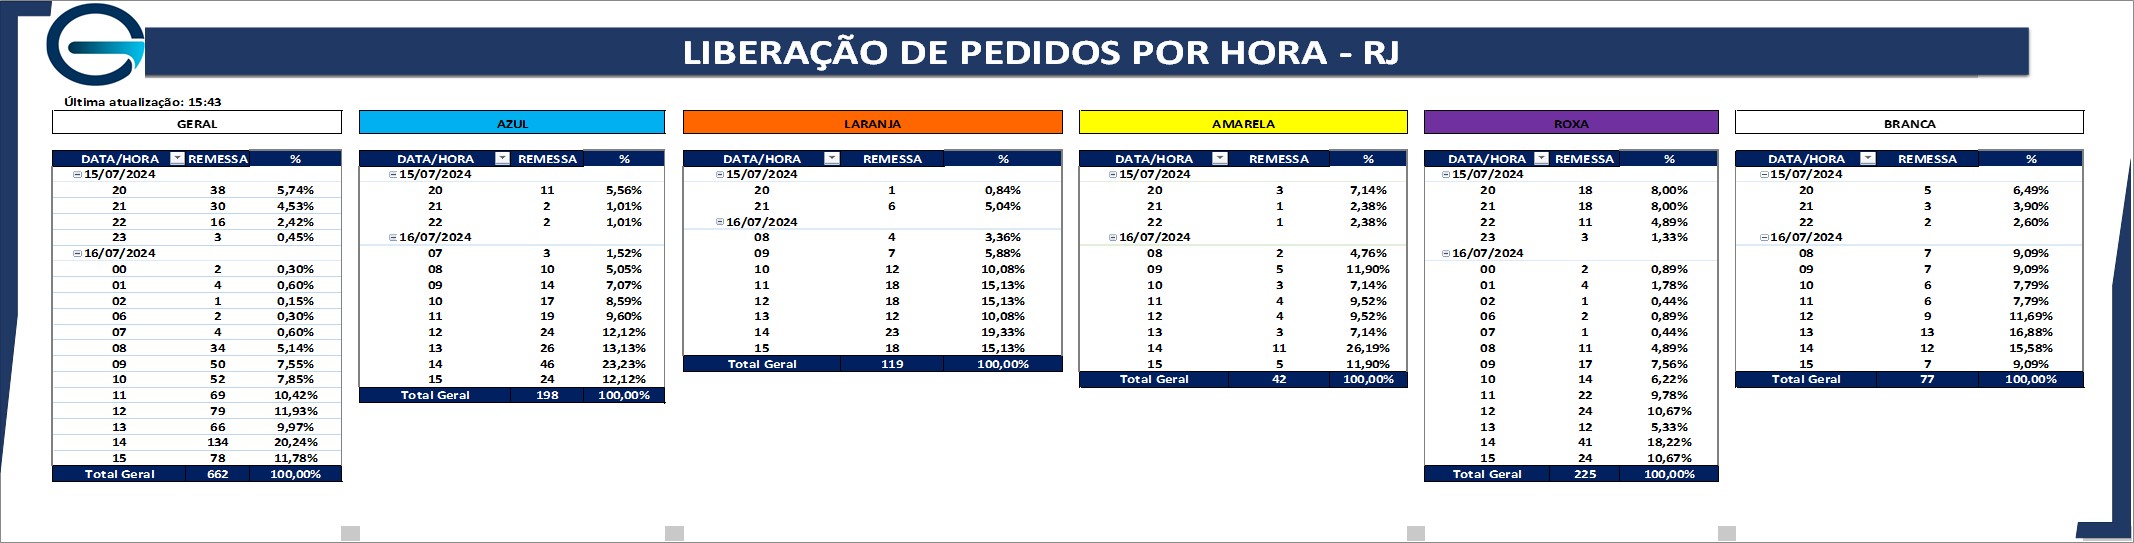 LIBERAÇÃO DE PEDIDOS POR HORA - RJ
Última atualização: 15:43
GERAL
DATA/HORA REMESSA %
15/07/2024
20 38 5,74%
21 30 4,53%
22 16 2,42%
23 3 0,45%
16/07/2024
00 2 0,30%
01 4 0,60%
02 1 0,15%
06 2 0,30%
07 4 0,60%
08 34 5,14%
09 50 7,55%
10 52 7,85%
11 69 10,42%
12 79 11,93%
13 66 9,97%
14 134 20,24%
15 78 11,78%
Total Geral 662 100,00%
AZUL
DATA/HORA REMESSA %
15/07/2024
20 11 5,56%
21 2 1,01%
22 2 1,01%
16/07/2024
07 3 1,52%
08 10 5,05%
09 14 7,07%
10 17 8,59%
11 19 9,60%
12 24 12,12%
13 26 13,13%
14 46 23,23%
15 24 12,12%
Total Geral 198 100,00%
LARANJA
DATA/HORA REMESSA %
15/07/2024
20 1 0,84%
21 6 5,04%
16/07/2024
08 4 3,36%
09 7 5,88%
10 12 10,08%
11 18 15,13%
12 18 15,13%
13 12 10,08%
14 23 19,33%
15 18 15,13%
Total Geral 119 100,00%
AMARELA
DATA/HORA REMESSA %
15/07/2024
20 3 7,14%
21 1 2,38%
22 1 2,38%
16/07/2024
08 2 4,76%
09 5 11,90%
10 3 7,14%
11 4 9,52%
12 4 9,52%
13 3 7,14%
14 11 26,19%
15 5 11,90%
Total Geral 42 100,00%
ROXA
DATA/HORA REMESSA %
15/07/2024
20 18 8,00%
21 18 8,00%
22 11 4,89%
23 3 1,33%
16/07/2024
00 2 0,89%
01 4 1,78%
02 1 0,44%
06 2 0,89%
07 1 0,44%
08 11 4,89%
09 17 7,56%
10 14 6,22%
11 22 9,78%
12 24 10,67%
13 12 5,33%
14 41 18,22%
15 24 10,67%
Total Geral 225 100,00%
BRANCA
DATA/HORA REMESSA %
15/07/2024
20 5 6,49%
21 3 3,90%
22 2 2,60%
16/07/2024
08 7 9,09%
09 7 9,09%
10 6 7,79%
11 6 7,79%
12 9 11,69%
13 13 16,88%
14 12 15,58%
15 7 9,09%
Total Geral 77 100,00%